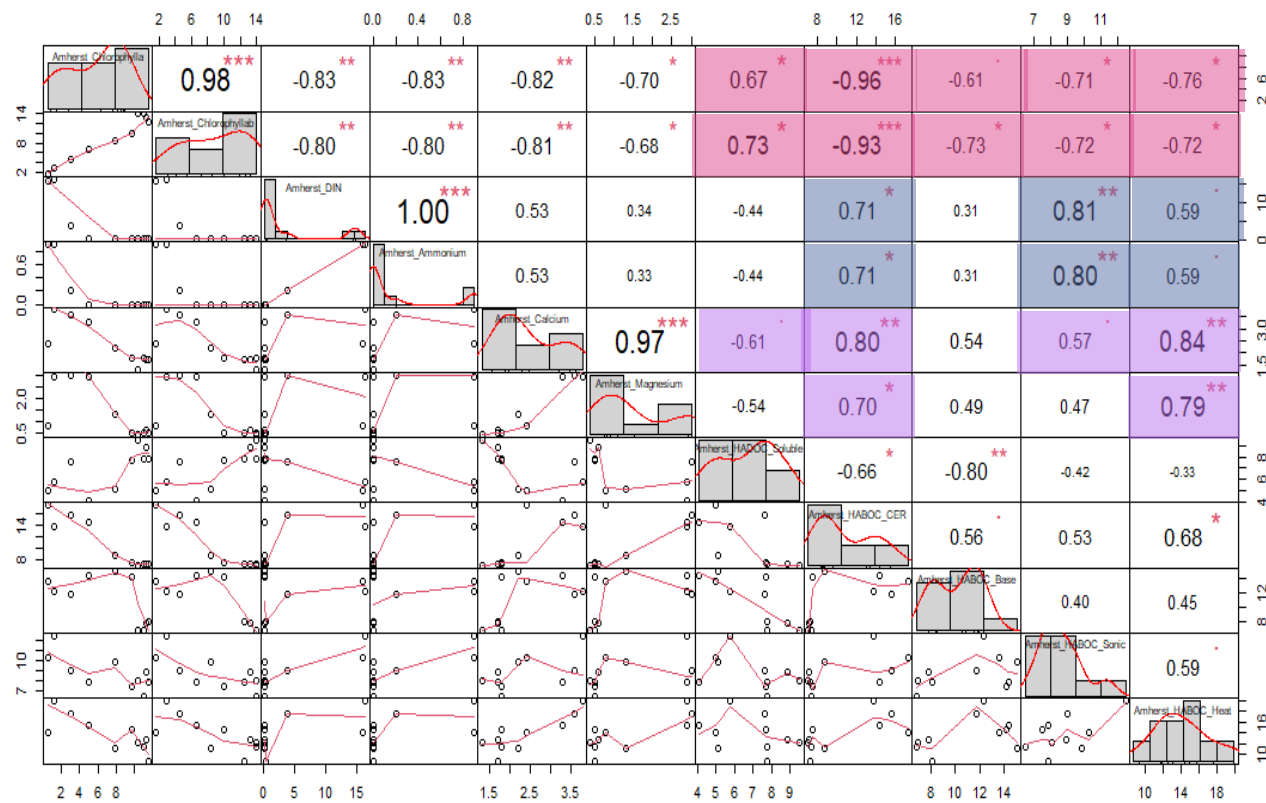 2 6 10 14 0.0 0.4 0.8 0.5 1.5 2.5 8 12 16 7 9 11
Amherst_Chlorophylla 0.98 *** -0.83 ** -0.83 ** -0.82 ** -0.70 * 0.67 * -0.96 *** -0.61 . -0.71 * -0.76 * 2 6
2 8 14 Amherst_Chlorophyllab -0.80 ** -0.80 ** -0.81 ** -0.68 * 0.73 * -0.93 *** -0.73 * -0.72 * -0.72 *
Amherst_DIN 1.00 *** 0.53 0.34 -0.44 0.71 * 0.31 0.81 ** 0.59 . 0 10
0.0 0.6 Amherst_Ammonium 0.53 0.33 -0.44 0.71 * 0.31 0.80 ** 0.59 .
Amherst_Calcium 0.97 *** -0.61 . 0.80 ** 0.54 0.57 . 0.84 ** 1.5 3.0
0.5 2.0 Amherst_Magnesium -0.54 0.70 * 0.49 0.47 0.79 **
Amherst_HADOC_Soluble -0.66 * -0.80 ** -0.42 -0.33 4 6 8
8 14 Amherst_HABOC_CER 0.56 . 0.53 0.68 *
Amherst_HABOC_Base 0.40 0.45 8 12
7 10 Amherst_HABOC_Sonic 0.59 .
Amherst_HABOC_Heat 10 16
2 4 6 8 0 5 10 15 1.5 2.5 3.5 4 5 6 7 8 9 8 10 12 14 10 14 18